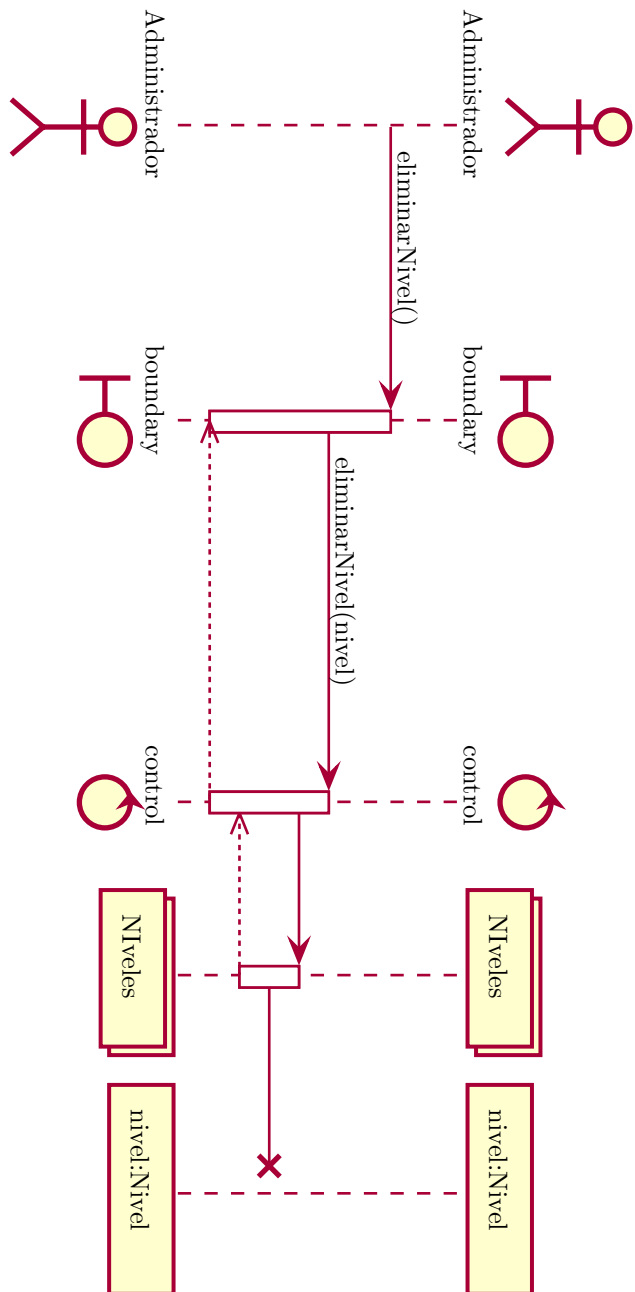 Administrador
boundary
control
NIveles
nivel:Nivel
eliminarNivel()
eliminarNivel(nivel)
Administrador
boundary
control
NIveles
nivel:Nivel